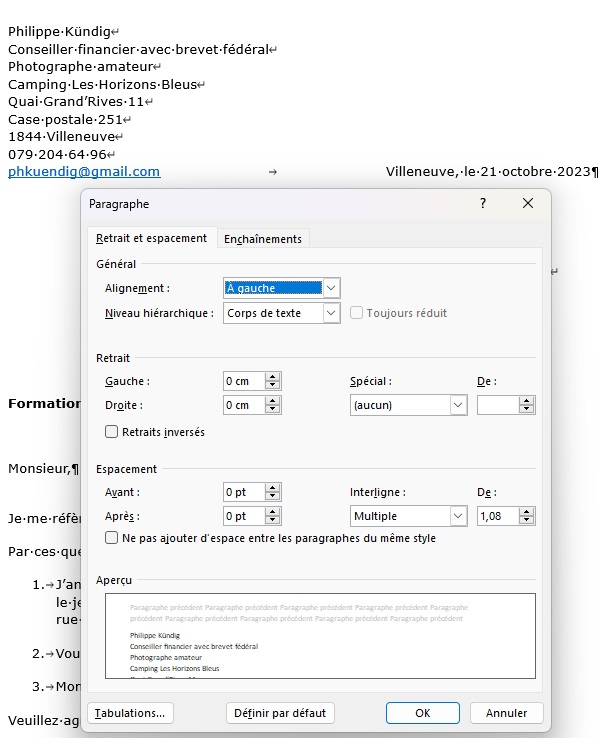 Philippe Kündig
Conseiller financier avec brevet fédéral
Photographe amateur
Camping Les Horizons Bleus
Quai Grand'Rives 11
Case postale 251
1844 Villeneuve
079 204 64 96
phkuendig@gmail.com → Villeneuve, le 21 octobre 2023¶
Paragraphe ?
Retrait et espacement Enchaînements
Général
Alignement : À gauche
Niveau hiérarchique : Corps de texte Toujours réduit
Retrait
Gauche : 0 cm Spécial : De :
Formation
Droite : 0 cm (aucun)
Retraits inversés
Monsieur,¶
Espacement
Avant : 0 pt Interligne : De :
Je me
Après : 0 pt Multiple 1,08
Ne pas ajouter d'espace entre les paragraphes du même style
Par ces
Aperçu
1.→J'an
le
rue
Paragraphe précédent Paragraphe précédent Paragraphe précédent Paragraphe précédent Paragraphe
précédent Paragraphe précédent Paragraphe précédent Paragraphe précédent Paragraphe précédent
Philippe Kündig
Conseiller financier avec brevet fédéral
Photographe amateur
Camping Les Horizons Bleus
2.→Vou
3.→Mon
Veuillez ag
Tabulations... Définir par défaut OK Annuler